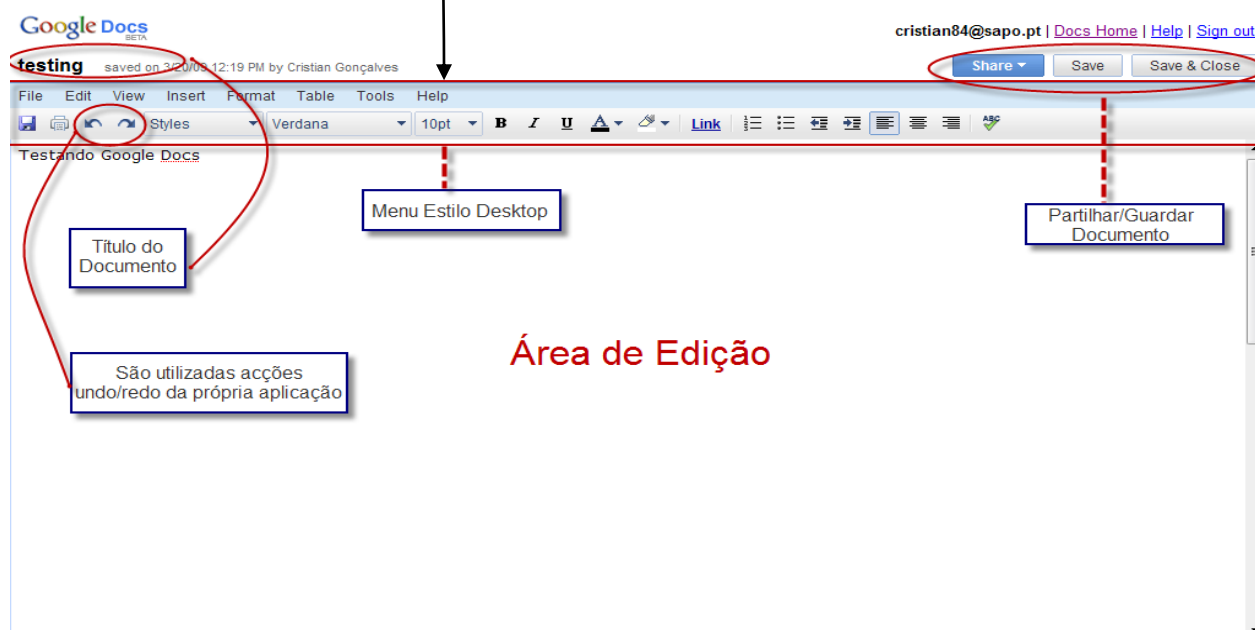 Google Docs
BETA
cristian84@sapo.pt | Docs Home | Help | Sign out
testing saved on 3/20/09 12:19 PM by Cristian Gonçalves
Share Save Save & Close
File Edit View Insert Format Table Tools Help
Styles Verdana 10pt B I U A Link ABC
Testando Google Docs
Menu Estilo Desktop
Partilhar/Guardar
Documento
Título do
Documento
Área de Edição
São utilizadas acções
undo/redo da própria aplicação